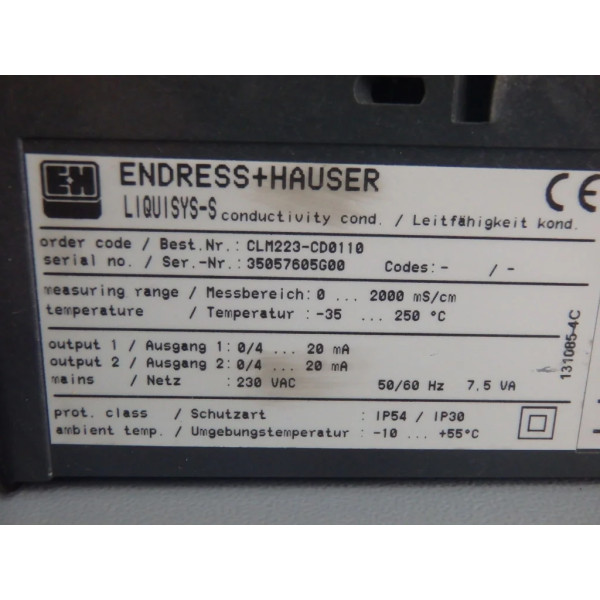 E+H ENDRESS+HAUSER CE
LIQUISYS-S conductivity cond. / Leitfähigkeit kond.
order code / Best.Nr.: CLM223-CD0110
serial no. / Ser.-Nr.: 35057605G00 Codes: - / -
measuring range / Messbereich: 0 ... 2000 mS/cm
temperature / Temperatur : -35 ... 250 °C
output 1 / Ausgang 1: 0/4 ... 20 mA
output 2 / Ausgang 2: 0/4 ... 20 mA
mains / Netz : 230 VAC 50/60 Hz 7.5 VA
prot. class / Schutzart : IP54 / IP30
ambient temp. / Umgebungstemperatur : -10 ... +55°C
131085-4C